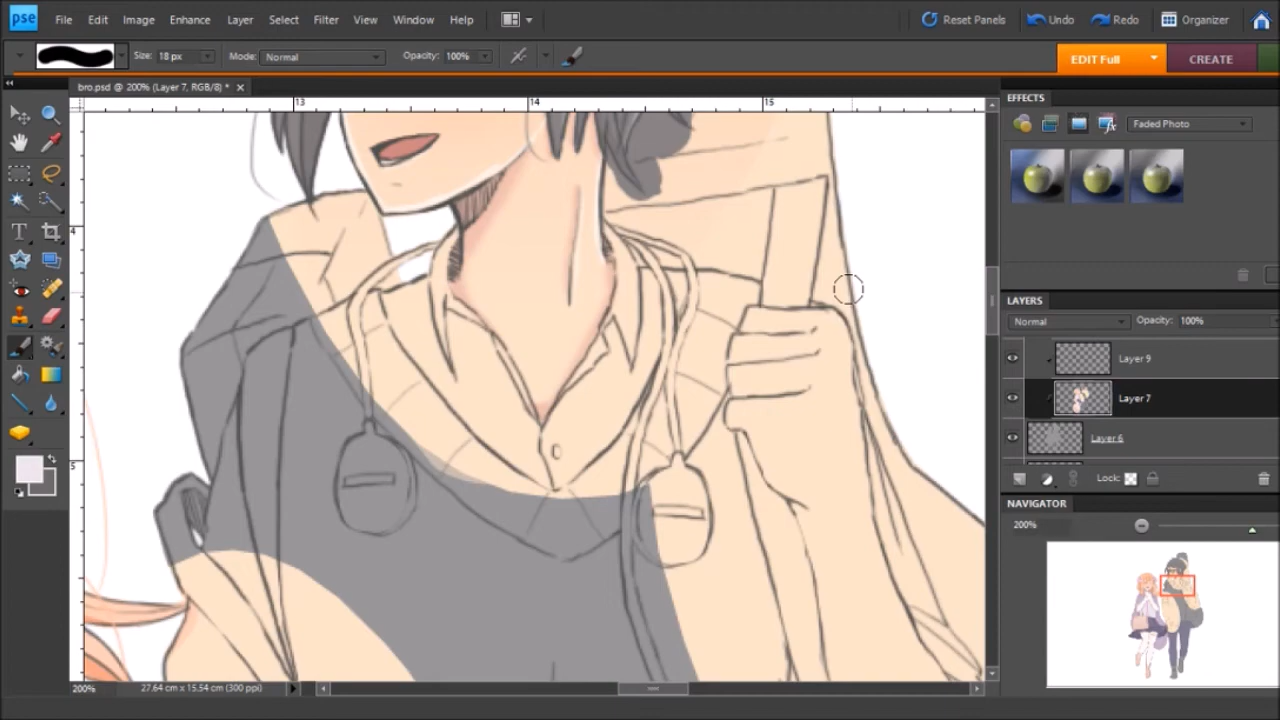 pse File Edit Image Enhance Layer Select Filter View Window Help Reset Panels Undo Redo Organizer
Size: 18 px Mode: Normal Opacity: 100% EDIT Full CREATE
bro.psd @ 200% (Layer 7, RGB/8) * ×
13 14 15
EFFECTS
Faded Photo
4
LAYERS
Normal Opacity: 100%
Layer 9
Layer 7
Layer 6
5
Lock:
NAVIGATOR
200%
200% 27.64 cm x 15.54 cm (300 ppi)